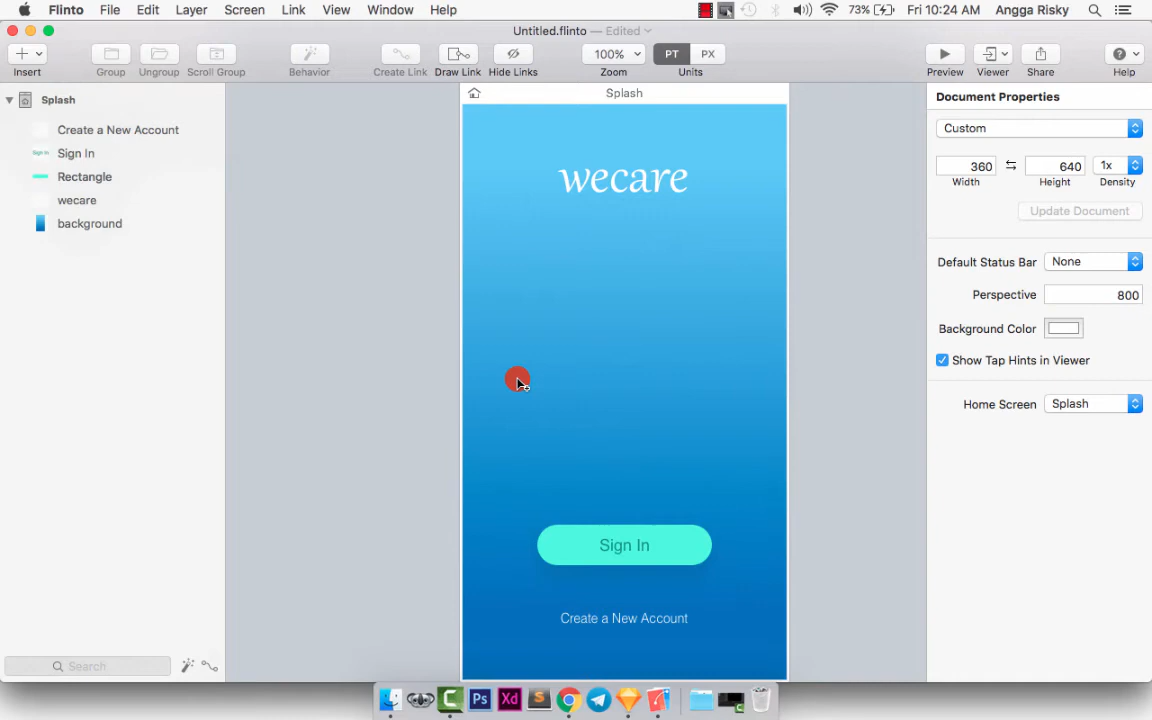 Flinto File Edit Layer Screen Link View Window Help 73% Fri 10:24 AM Angga Risky
Untitled.flinto — Edited
100% PT PX
Insert Group Ungroup Scroll Group Behavior Create Link Draw Link Hide Links Zoom Units Preview Viewer Share Help
Splash
Create a New Account
Sign In
Rectangle
wecare
background
Search
Splash
wecare
Sign In
Create a New Account
Document Properties
Custom
360 640 1x
Width Height Density
Update Document
Default Status Bar None
Perspective 800
Background Color
Show Tap Hints in Viewer
Home Screen Splash
Ps Xd S